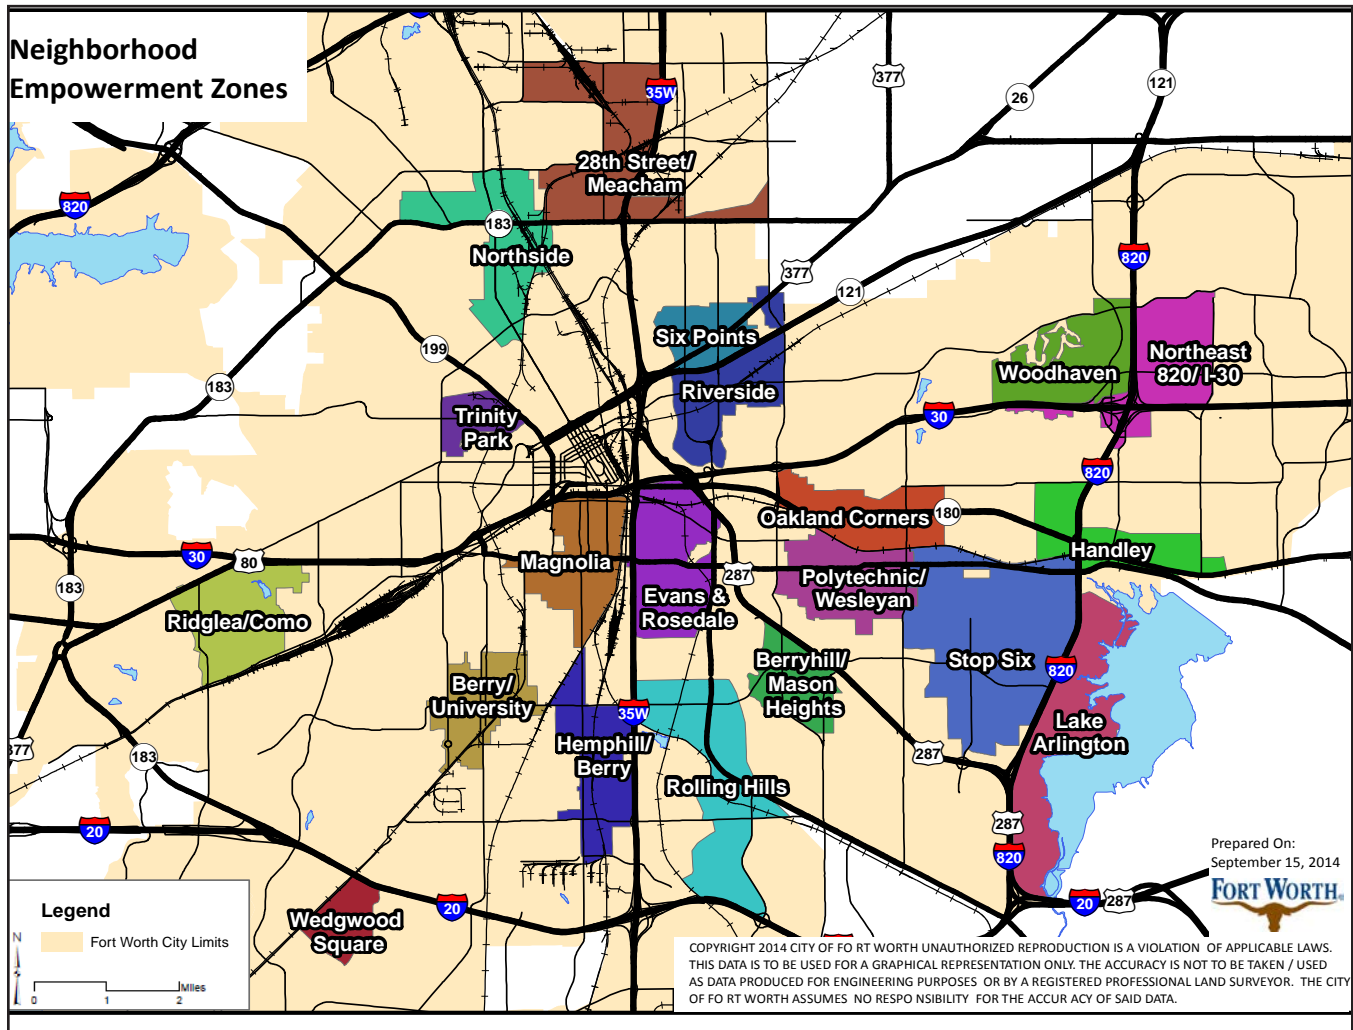 Neighborhood
Empowerment Zones
35W
377
26
121
28th Street/
Meacham
820
183
Northside
820
377
121
Six Points
199
Northeast
820/ I-30
Woodhaven
183
Riverside
Trinity
Park
30
820
Oakland Corners
180
Handley
30
80
Magnolia
287
Polytechnic/
Wesleyan
183
Evans &
Rosedale
Ridglea/Como
Berryhill/
Mason
Heights
Stop Six
820
Berry/
University
35W
Lake
Arlington
Hemphill/
Berry
377
183
287
Rolling Hills
20
287
820
Prepared On:
September 15, 2014
FORT WORTH
20
20
287
Wedgwood
Square
Legend
Fort Worth City Limits
N
Miles
0
1
2
COPYRIGHT 2014 CITY OF FO RT WORTH UNAUTHORIZED REPRODUCTION IS A VIOLATION OF APPLICABLE LAWS.
THIS DATA IS TO BE USED FOR A GRAPHICAL REPRESENTATION ONLY. THE ACCURACY IS NOT TO BE TAKEN / USED
AS DATA PRODUCED FOR ENGINEERING PURPOSES OR BY A REGISTERED PROFESSIONAL LAND SURVEYOR. THE CITY
OF FO RT WORTH ASSUMES NO RESPO NSIBILITY FOR THE ACCUR ACY OF SAID DATA.